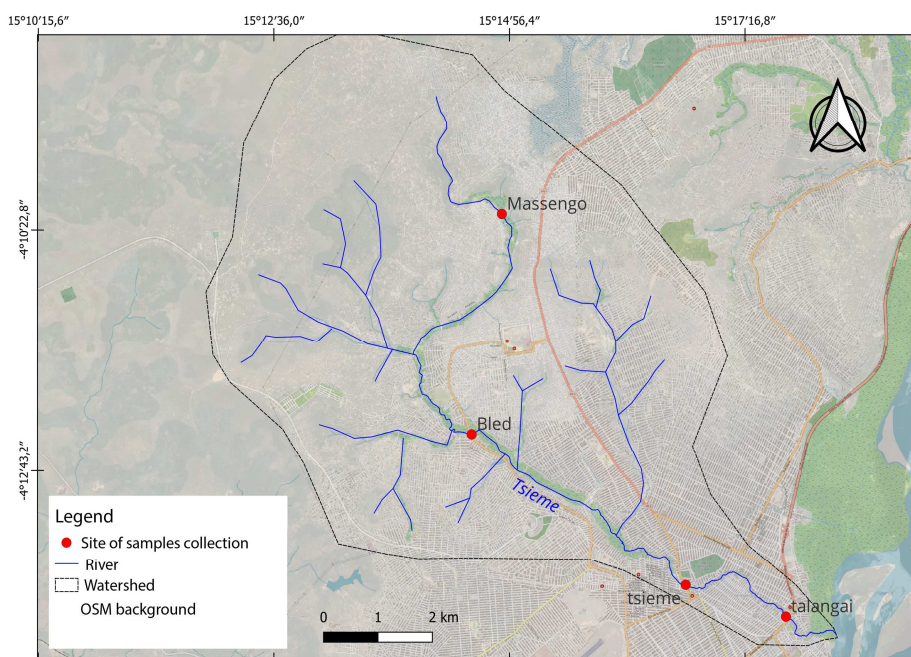 15°10'15,6" 15°12'36,0" 15°14'56,4" 15°17'16,8"
-4°10'22,8"
-4°12'43,2"
Massengo
Bled
Tsieme
tsieme
talangai
Legend
Site of samples collection
River
Watershed
OSM background
0 1 2 km